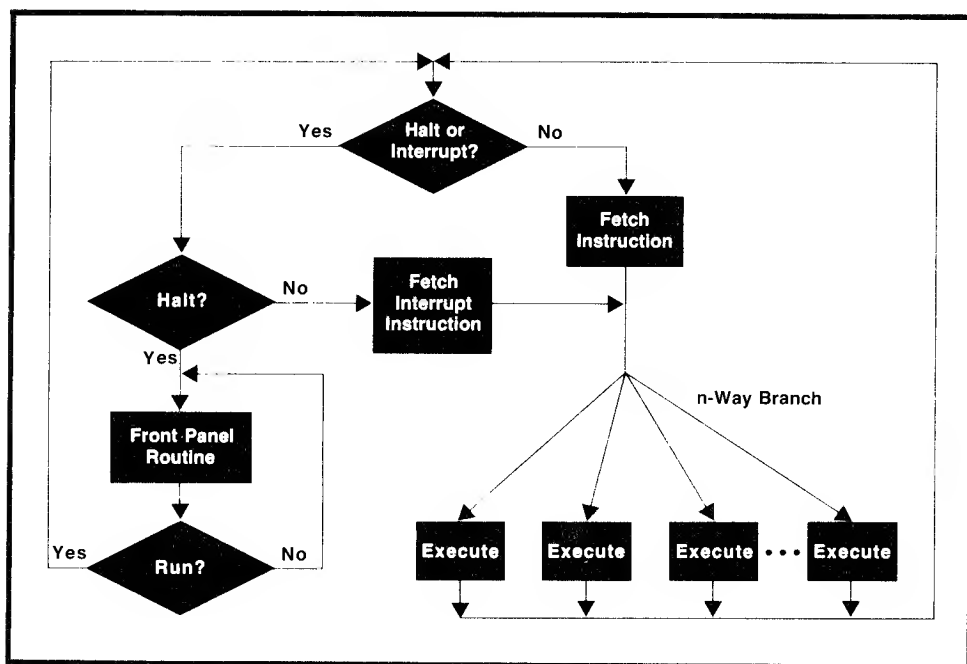 Halt or
Interrupt?
Yes
No
Fetch
Instruction
Halt?
No
Fetch
Interrupt
Instruction
Yes
n-Way Branch
Front Panel
Routine
Execute
Execute
Execute
• • •
Execute
Yes
Run?
No